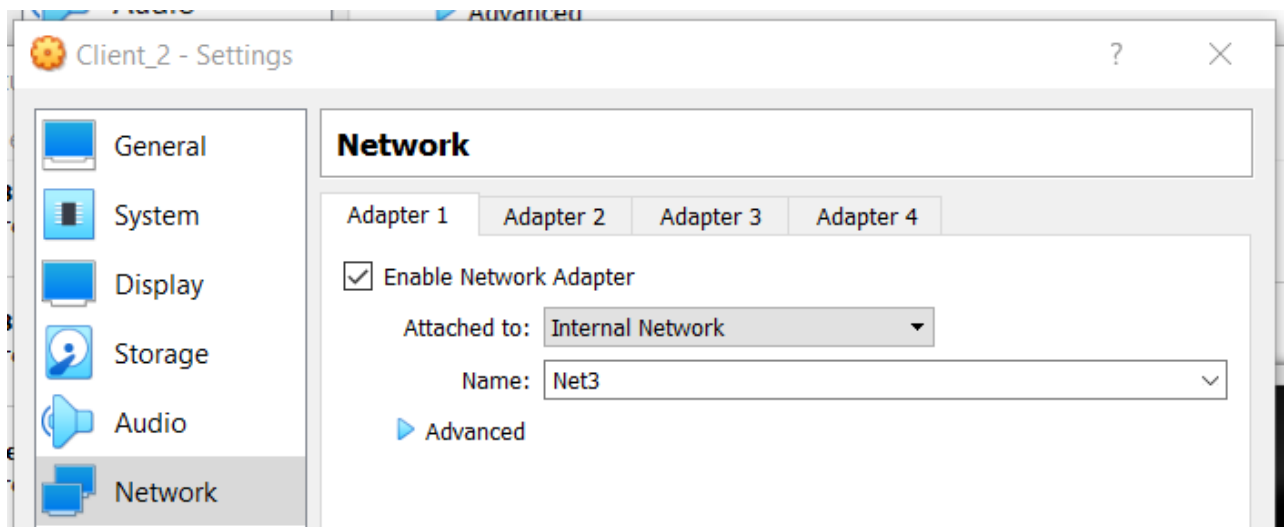 Audio
Advanced
Client_2 - Settings
?
General
Network
System
Adapter 1
Adapter 2
Adapter 3
Adapter 4
Enable Network Adapter
Display
Attached to: Internal Network
Storage
Name: Net3
Audio
Advanced
Network